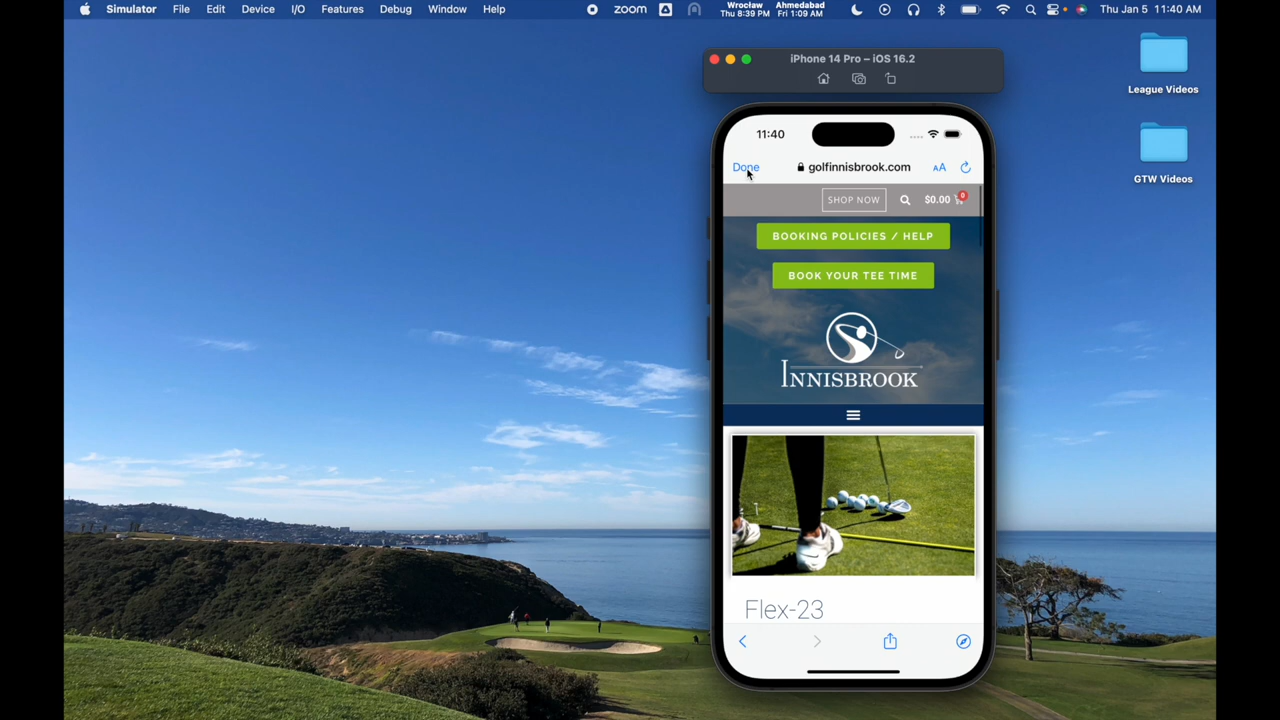 Simulator File Edit Device I/O Features Debug Window Help
zoom
Wrocław Thu 8:39 PM
Ahmedabad Fri 1:09 AM
Thu Jan 5 11:40 AM
iPhone 14 Pro – iOS 16.2
League Videos
GTW Videos
11:40
Done golfinnisbrook.com AA
SHOP NOW $0.00 0
BOOKING POLICIES / HELP
BOOK YOUR TEE TIME
INNISBROOK
Flex-23